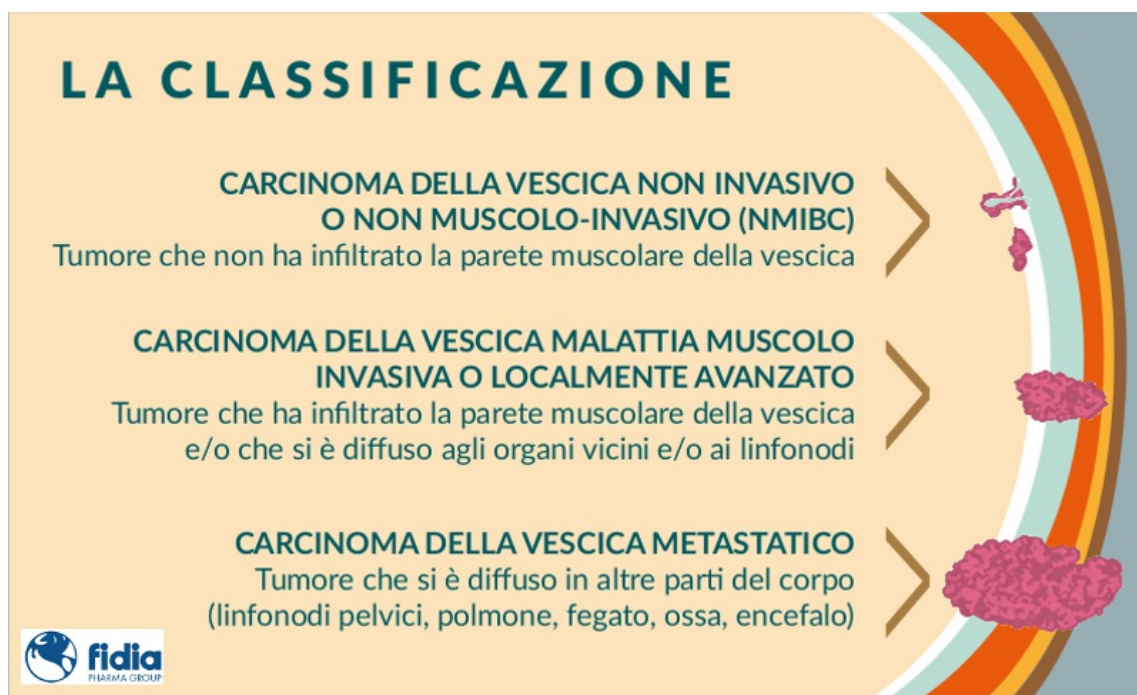 LA CLASSIFICAZIONE
CARCINOMA DELLA VESCICA NON INVASIVO
O NON MUSCOLO-INVASIVO (NMIBC)
Tumore che non ha infiltrato la parete muscolare della vescica
CARCINOMA DELLA VESCICA MALATTIA MUSCOLO
INVASIVA O LOCALMENTE AVANZATO
Tumore che ha infiltrato la parete muscolare della vescica
e/o che si è diffuso agli organi vicini e/o ai linfonodi
CARCINOMA DELLA VESCICA METASTATICO
Tumore che si è diffuso in altre parti del corpo
(linfonodi pelvici, polmone, fegato, ossa, encefalo)
fidia
PHARMA GROUP